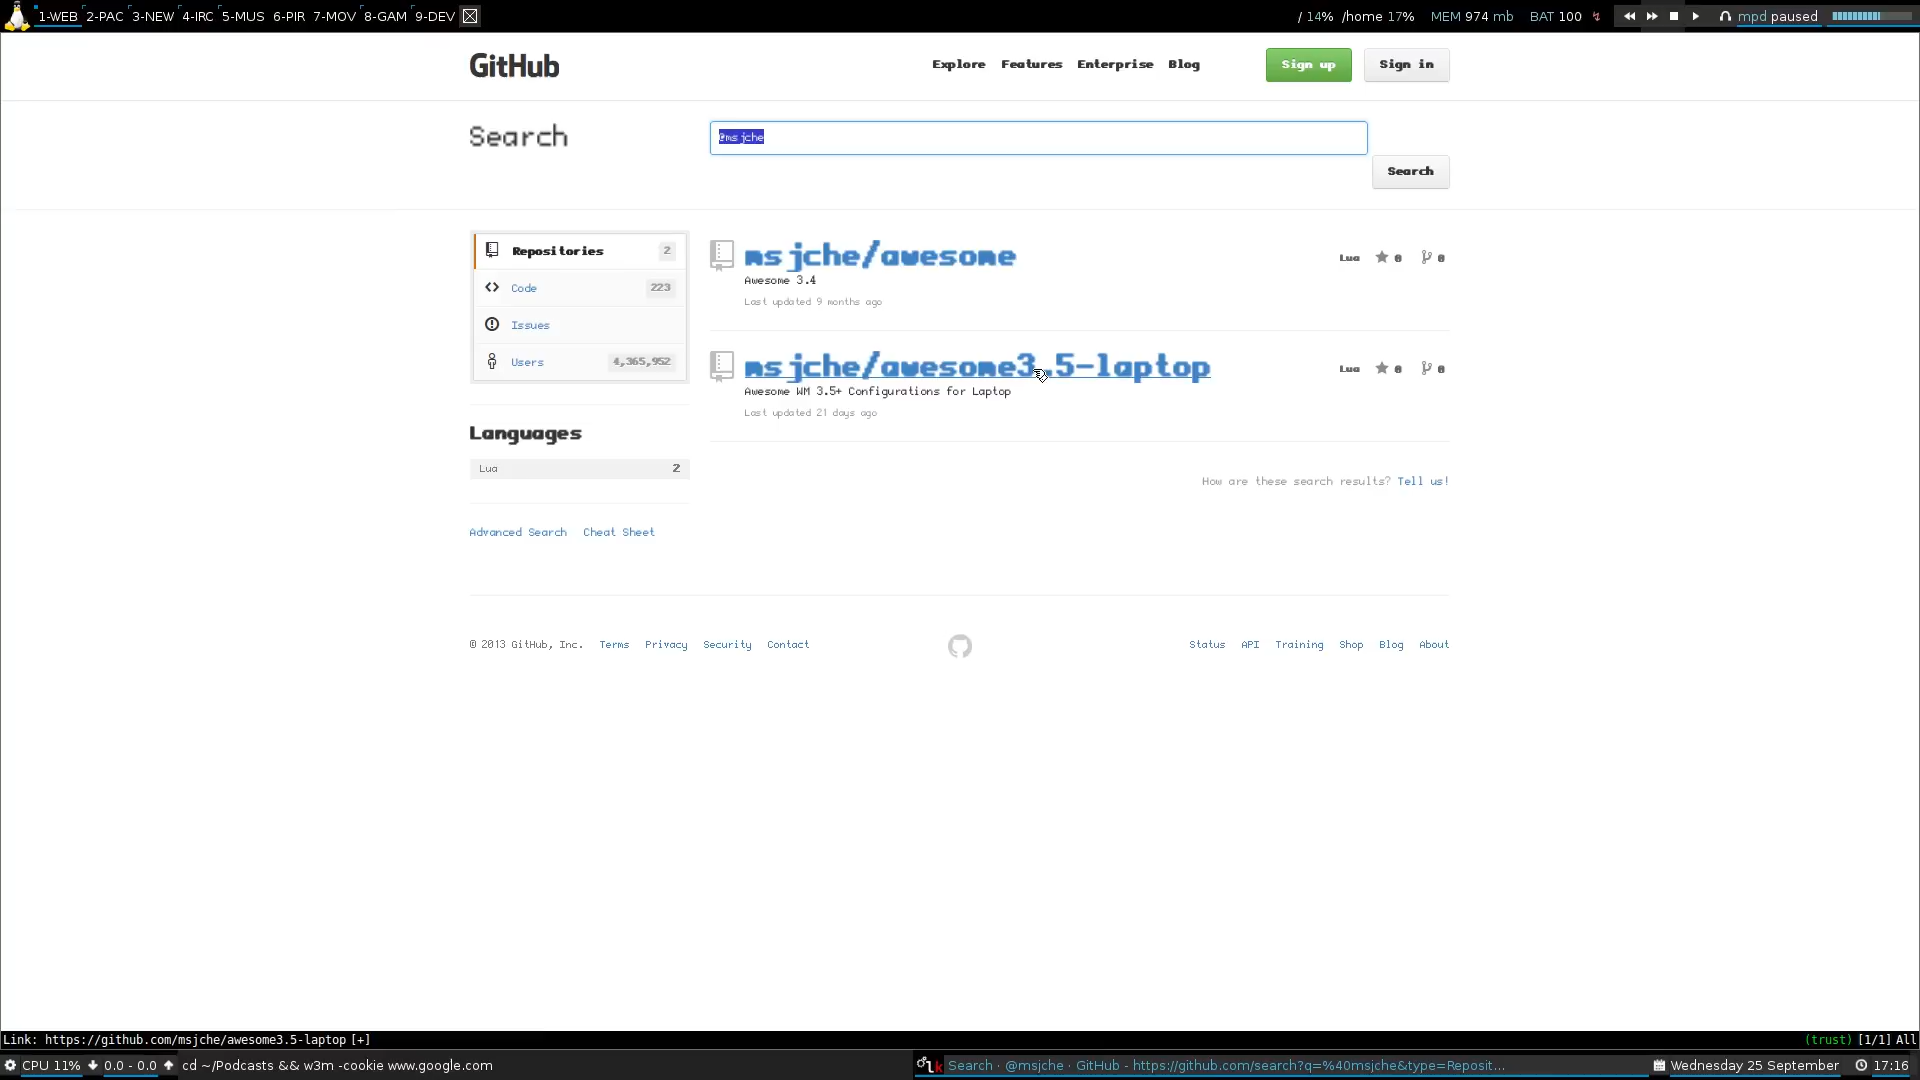 1-WEB 2-PAC 3-NEW 4-IRC 5-MUS 6-PIR 7-MOV 8-GAM 9-DEV / 14% /home 17% MEM 974 mb BAT 100 mpd paused
GitHub Explore Features Enterprise Blog Sign up Sign in
Search @msjche
Search
Repositories 2
Code 223
Issues
Users 4,365,952
Languages
Lua 2
Advanced Search Cheat Sheet
msjche/awesome Lua 0 0
Awesome 3.4
Last updated 9 months ago
msjche/awesome3.5-laptop Lua 0 0
Awesome WM 3.5+ Configurations for Laptop
Last updated 21 days ago
How are these search results? Tell us!
© 2013 GitHub, Inc. Terms Privacy Security Contact Status API Training Shop Blog About
Link: https://github.com/msjche/awesome3.5-laptop [+] (trust) [1/1] All
CPU 11% 0.0 - 0.0 cd ~/Podcasts && w3m -cookie www.google.com Search · @msjche · GitHub - https://github.com/search?q=%40msjche&type=Reposit... Wednesday 25 September 17:16